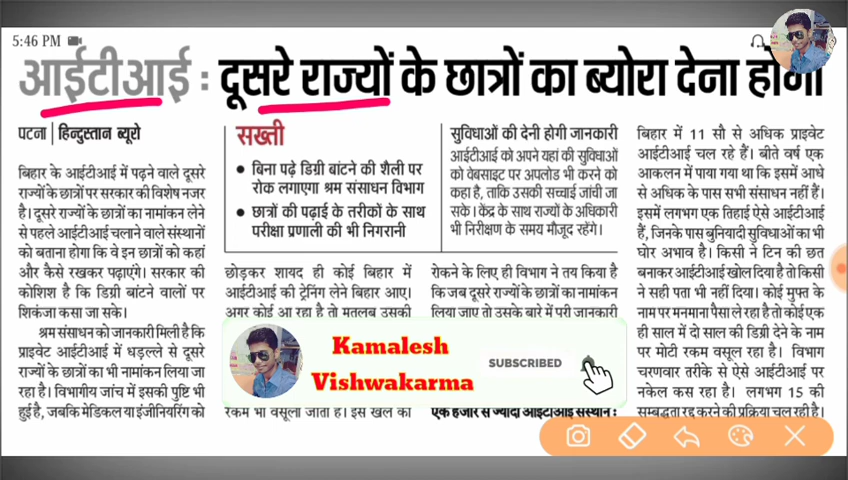 5:46 PM
आईटीआई : दूसरे राज्यों के छात्रों का ब्योरा देना होगा
पटना | हिन्दुस्तान ब्यूरो
बिहार के आईटीआई में पढ़ने वाले दूसरे
राज्यों के छात्रों पर सरकार की विशेष नजर
है। दूसरे राज्यों के छात्रों का नामांकन लेने
से पहले आईटीआई चलाने वाले संस्थानों
को बताना होगा कि वे इन छात्रों को कहां
और कैसे रखकर पढ़ाएंगे। सरकार की
कोशिश है कि डिग्री बांटने वालों पर
शिकंजा कसा जा सके।
श्रम संसाधन को जानकारी मिली है कि
प्राइवेट आईटीआई में धड़ल्ले से दूसरे
राज्यों के छात्रों का भी नामांकन लिया जा
रहा है। विभागीय जांच में इसकी पुष्टि भी
हुई है, जबकि मेडिकल या इंजीनियरिंग को
सख्ती
• बिना पढ़े डिग्री बांटने की शैली पर
रोक लगाएगा श्रम संसाधन विभाग
• छात्रों की पढ़ाई के तरीकों के साथ
परीक्षा प्रणाली की भी निगरानी
सुविधाओं की देनी होगी जानकारी
आईटीआई को अपने यहां की सुविधाओं
को वेबसाइट पर अपलोड भी करने को
कहा है, ताकि उसकी सच्चाई जांची जा
सके। केंद्र के साथ राज्यों के अधिकारी
भी निरीक्षण के समय मौजूद रहेंगे।
छोड़कर शायद ही कोई बिहार में
आईटीआई की ट्रेनिंग लेने बिहार आए।
अगर कोई आ रहा है तो मतलब उसकी
रकम भी वसूली जाती है। इस खेल को
रोकने के लिए ही विभाग ने तय किया है
कि जब दूसरे राज्यों के छात्रों का नामांकन
लिया जाए तो उसके बारे में पूरी जानकारी
एक हजार से ज्यादा आईटीआई संस्थान :
बिहार में 11 सौ से अधिक प्राइवेट
आईटीआई चल रहे हैं। बीते वर्ष एक
आकलन में पाया गया था कि इसमें आधे
से अधिक के पास सभी संसाधन नहीं हैं।
इसमें लगभग एक तिहाई ऐसे आईटीआई
हैं, जिनके पास बुनियादी सुविधाओं का भी
घोर अभाव है। किसी ने टिन की छत
बनाकर आईटीआई खोल दिया है तो किसी
ने सही पता भी नहीं दिया। कोई मुफ्त के
नाम पर मनमाना पैसा ले रहा है तो कोई एक
ही साल में दो साल की डिग्री देने के नाम
पर मोटी रकम वसूल रहा है। विभाग
चरणवार तरीके से ऐसे आईटीआई पर
नकेल कस रहा है। लगभग 15 की
सम्बद्धता रद्द करने की प्रक्रिया चल रही है।
Kamalesh
Vishwakarma
SUBSCRIBED